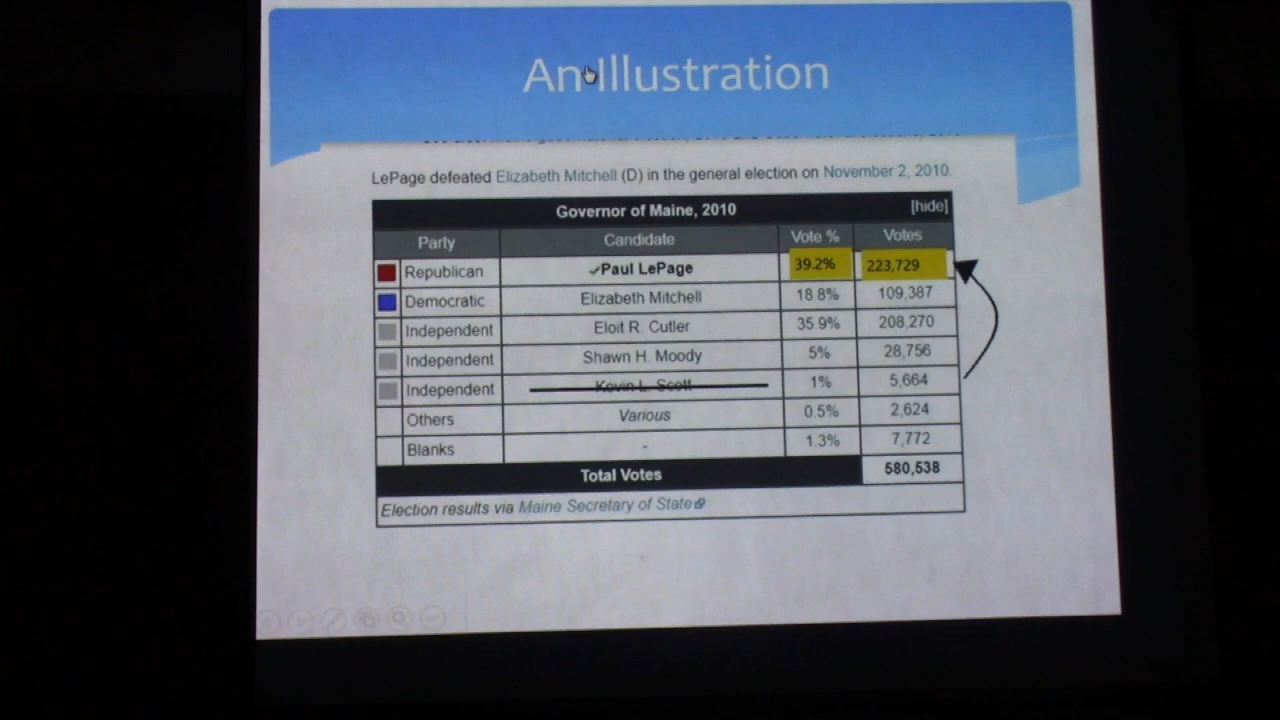 An Illustration
LePage defeated Elizabeth Mitchell (D) in the general election on November 2, 2010.
Governor of Maine, 2010 [hide]
Party Candidate Vote % Votes
Republican ✓Paul LePage 39.2% 223,729
Democratic Elizabeth Mitchell 18.8% 109,387
Independent Eloit R. Cutler 35.9% 208,270
Independent Shawn H. Moody 5% 28,756
Independent Kevin L. Scott 1% 5,664
Others Various 0.5% 2,624
Blanks - 1.3% 7,772
Total Votes 580,538
Election results via Maine Secretary of State